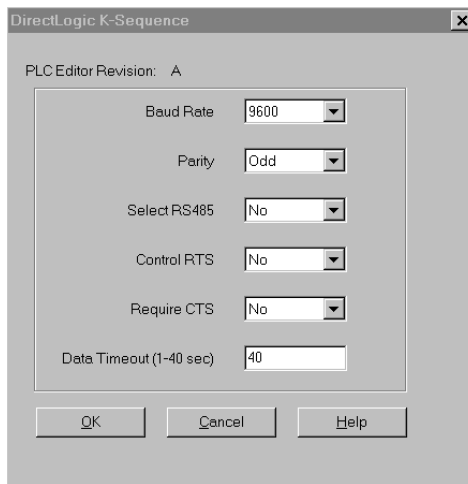 DirectLogic K-Sequence
PLC Editor Revision: A
Baud Rate 9600
Parity Odd
Select RS485 No
Control RTS No
Require CTS No
Data Timeout (1-40 sec) 40
OK Cancel Help